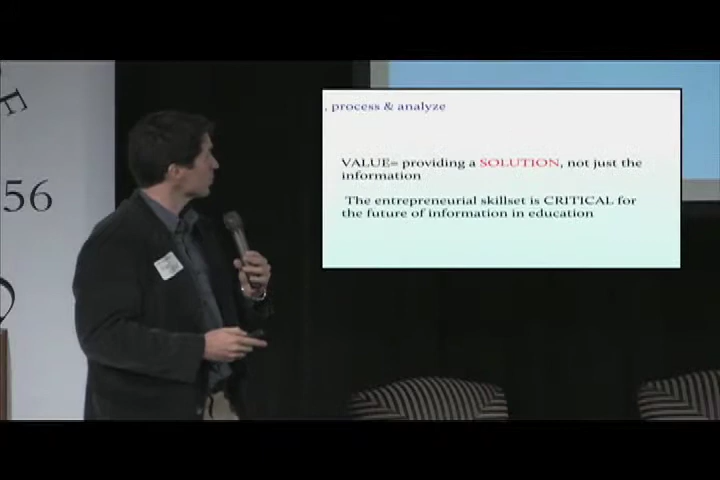 , process & analyze
VALUE= providing a SOLUTION, not just the
information
The entrepreneurial skillset is CRITICAL for
the future of information in education
F
56